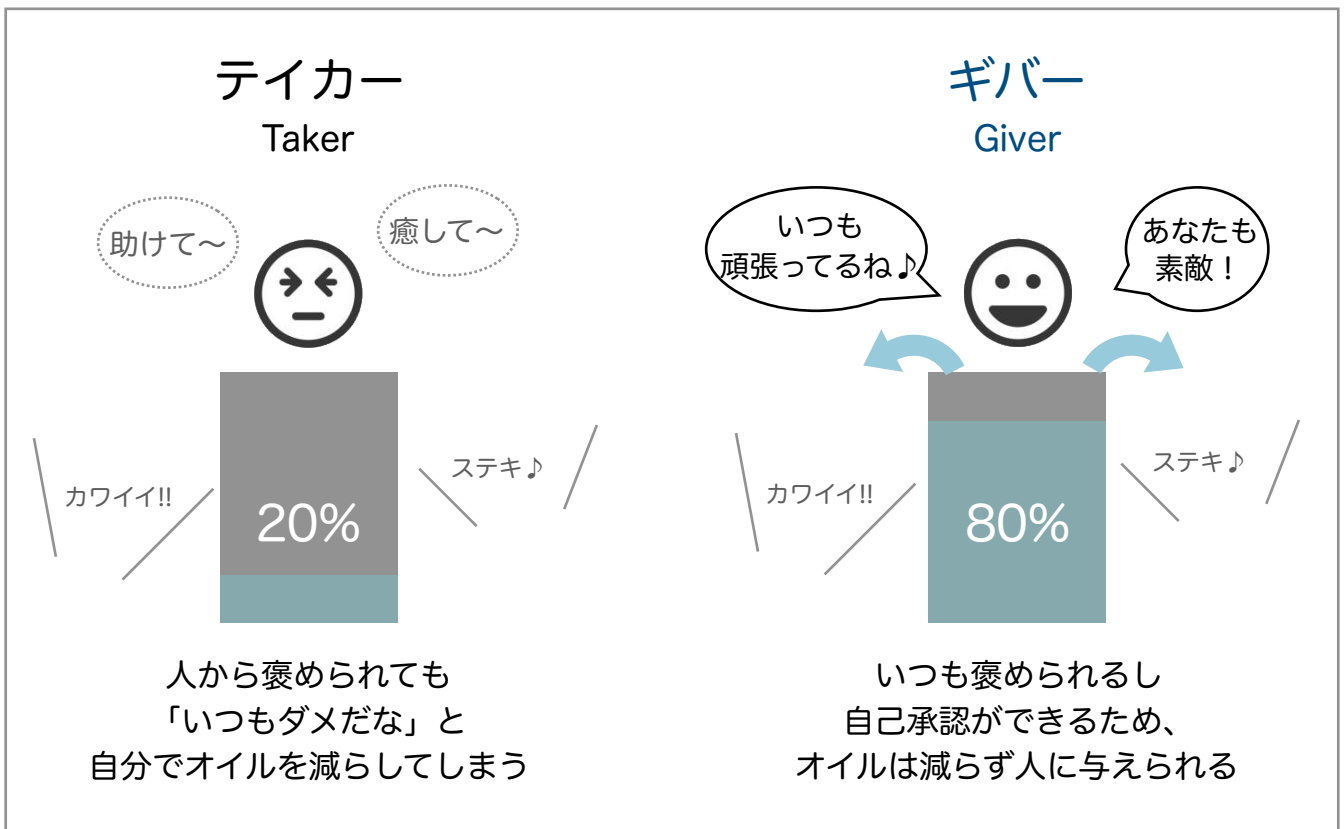 テイカー
Taker
助けて〜
癒して〜
カワイイ!!
ステキ♪
20%
人から褒められても
「いつもダメだな」と
自分でオイルを減らしてしまう
ギバー
Giver
いつも
頑張ってるね♪
あなたも
素敵！
カワイイ!!
ステキ♪
80%
いつも褒められるし
自己承認ができるため、
オイルは減らず人に与えられる